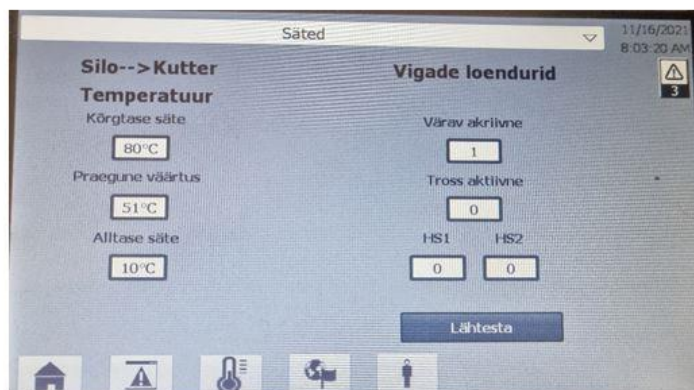 Säted
11/16/2021
8:03:20 AM
3
Silo-->Kutter
Temperatuur
Kõrgtase säte
80°C
Praegune väärtus
51°C
Alltase säte
10°C
Vigade loendurid
Värav akriivne
1
Tross aktiivne
0
HS1 HS2
0 0
Lähtesta